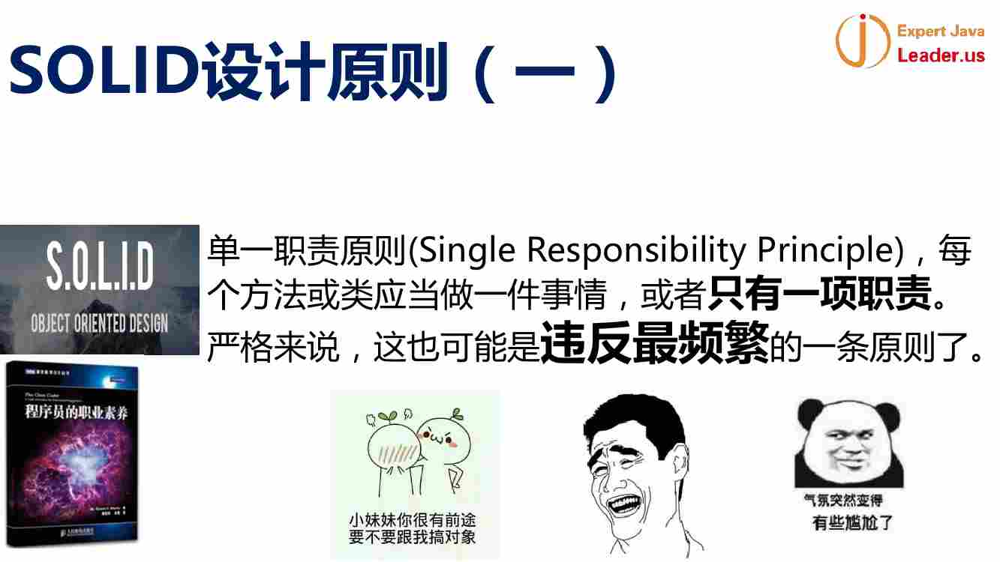 SOLID设计原则（一）
Expert Java
Leader.us
S.O.L.I.D
OBJECT ORIENTED DESIGN
单一职责原则(Single Responsibility Principle)，每
个方法或类应当做一件事情，或者只有一项职责。
严格来说，这也可能是违反最频繁的一条原则了。
The Clean Coder
程序员的职业素养
小妹妹你很有前途
要不要跟我搞对象
气氛突然变得
有些尴尬了